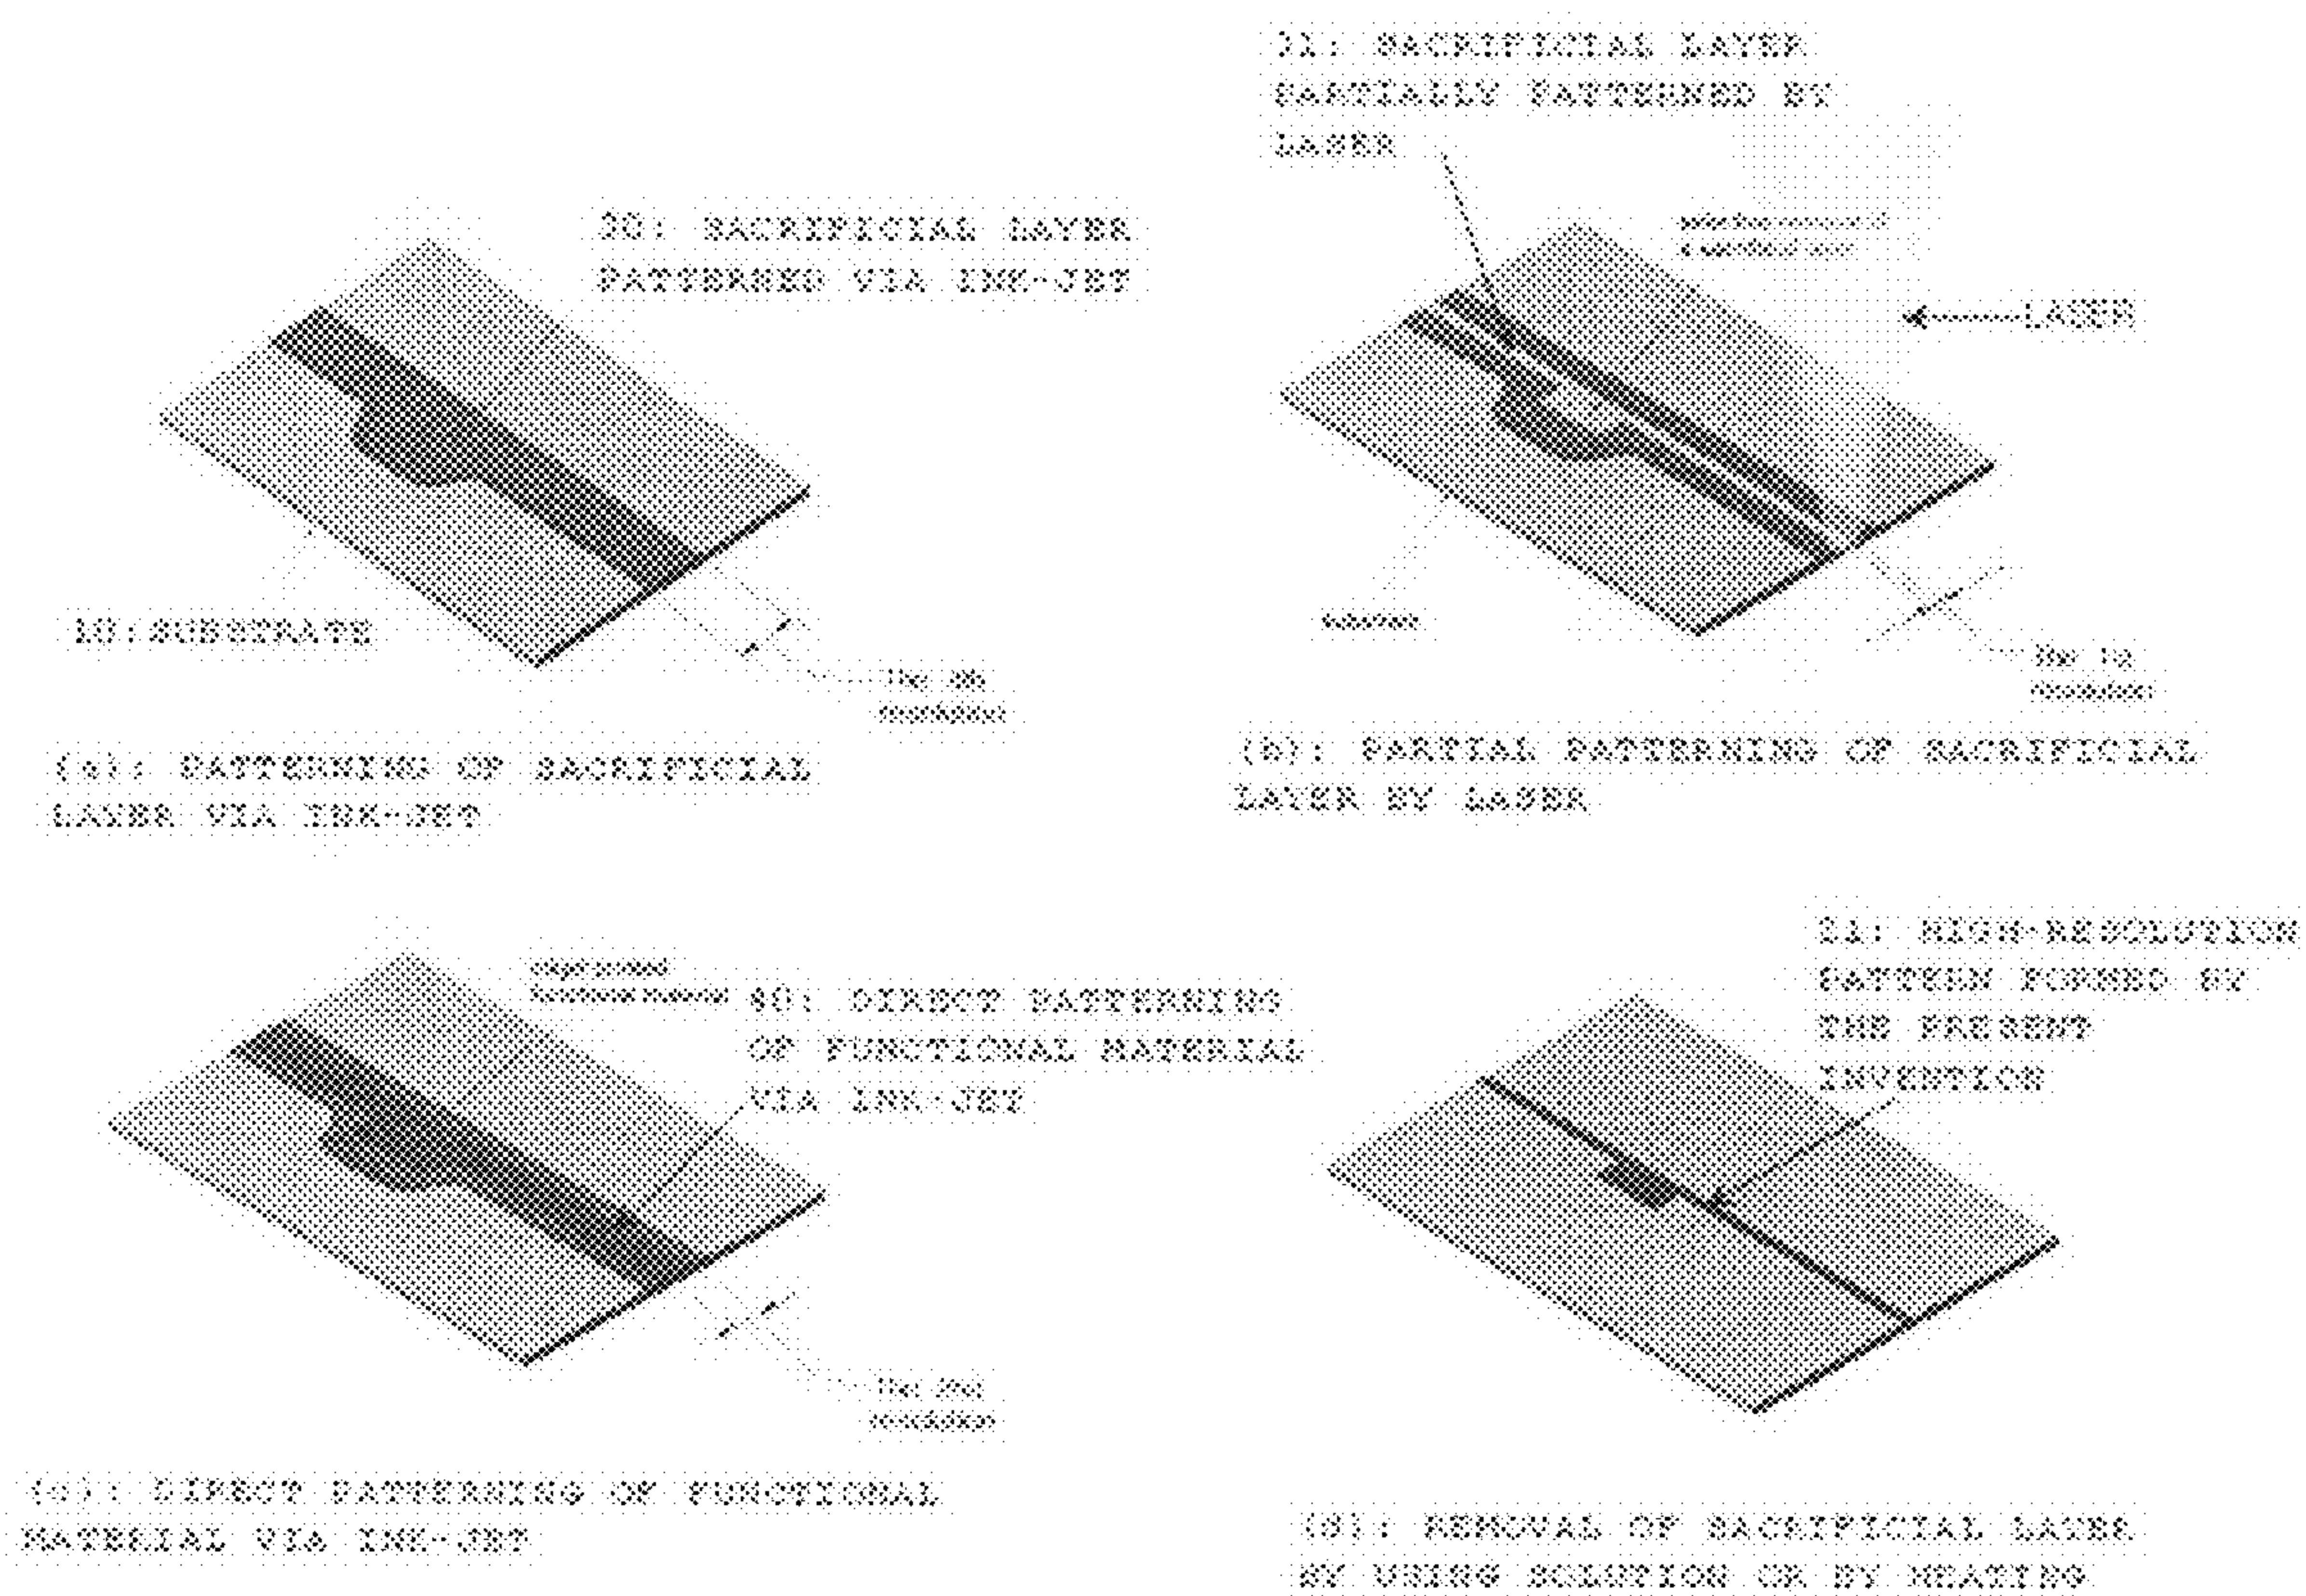 30: SACRIFICIAL LAYER
PATTERNED VIA INK-JET
10:SUBSTRATE
(a): PATTERNING OF SACRIFICIAL
LAYER VIA INK-JET
31: SACRIFICIAL LAYER
PARTIALLY PATTERNED BY
LASER
LASER
(b): PARTIAL PATTERNING OF SACRIFICIAL
LAYER BY LASER
DIRECT PATTERNING
OF FUNCTIONAL MATERIAL
VIA INK-JET
(c): DIRECT PATTERNING OF FUNCTIONAL
MATERIAL VIA INK-JET
21: HIGH-RESOLUTION
PATTERN FORMED BY
THE PRESENT
INVENTION
(d): REMOVAL OF SACRIFICIAL LAYER
BY USING SOLUTION OR BY HEATING